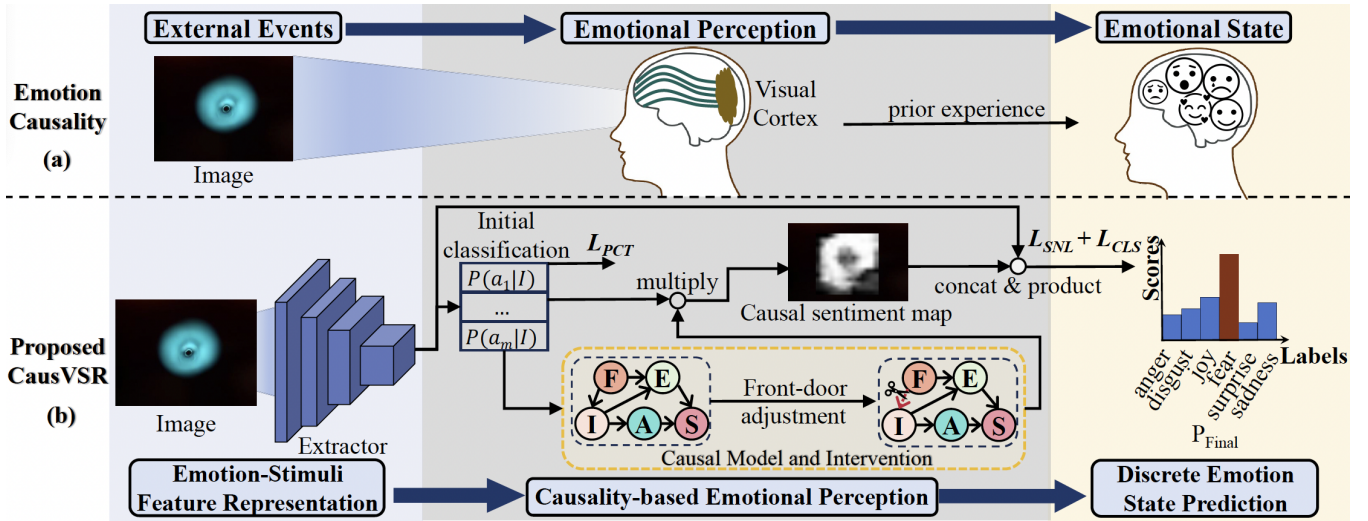 External Events
Emotional Perception
Emotional State
Emotion
Causality
(a)
Image
Visual
Cortex
prior experience
Initial
classification
L_PCT
P(a_1|I)
...
P(a_m|I)
multiply
Causal sentiment map
concat & product
L_SNL + L_CLS
Scores
Labels
anger
disgust
joy
fear
surprise
sadness
P_Final
Proposed
CausVSR
(b)
Image
Extractor
F
E
I
A
S
Front-door
adjustment
F
E
I
A
S
Causal Model and Intervention
Emotion-Stimuli
Feature Representation
Causality-based Emotional Perception
Discrete Emotion
State Prediction